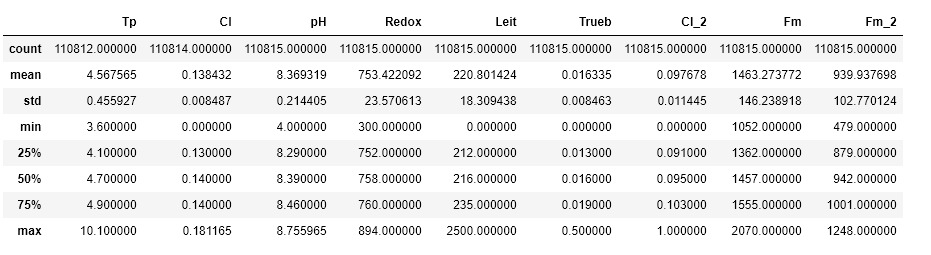 Tp Cl pH Redox Leit Trueb Cl_2 Fm Fm_2
count 110812.000000 110814.000000 110815.000000 110815.000000 110815.000000 110815.000000 110815.000000 110815.000000 110815.000000
mean 4.567565 0.138432 8.369319 753.422092 220.801424 0.016335 0.097678 1463.273772 939.937698
std 0.455927 0.008487 0.214405 23.570613 18.309438 0.008463 0.011445 146.238918 102.770124
min 3.600000 0.000000 4.000000 300.000000 0.000000 0.000000 0.000000 1052.000000 479.000000
25% 4.100000 0.130000 8.290000 752.000000 212.000000 0.013000 0.091000 1362.000000 879.000000
50% 4.700000 0.140000 8.390000 758.000000 216.000000 0.016000 0.095000 1457.000000 942.000000
75% 4.900000 0.140000 8.460000 760.000000 235.000000 0.019000 0.103000 1555.000000 1001.000000
max 10.100000 0.181165 8.755965 894.000000 2500.000000 0.500000 1.000000 2070.000000 1248.000000